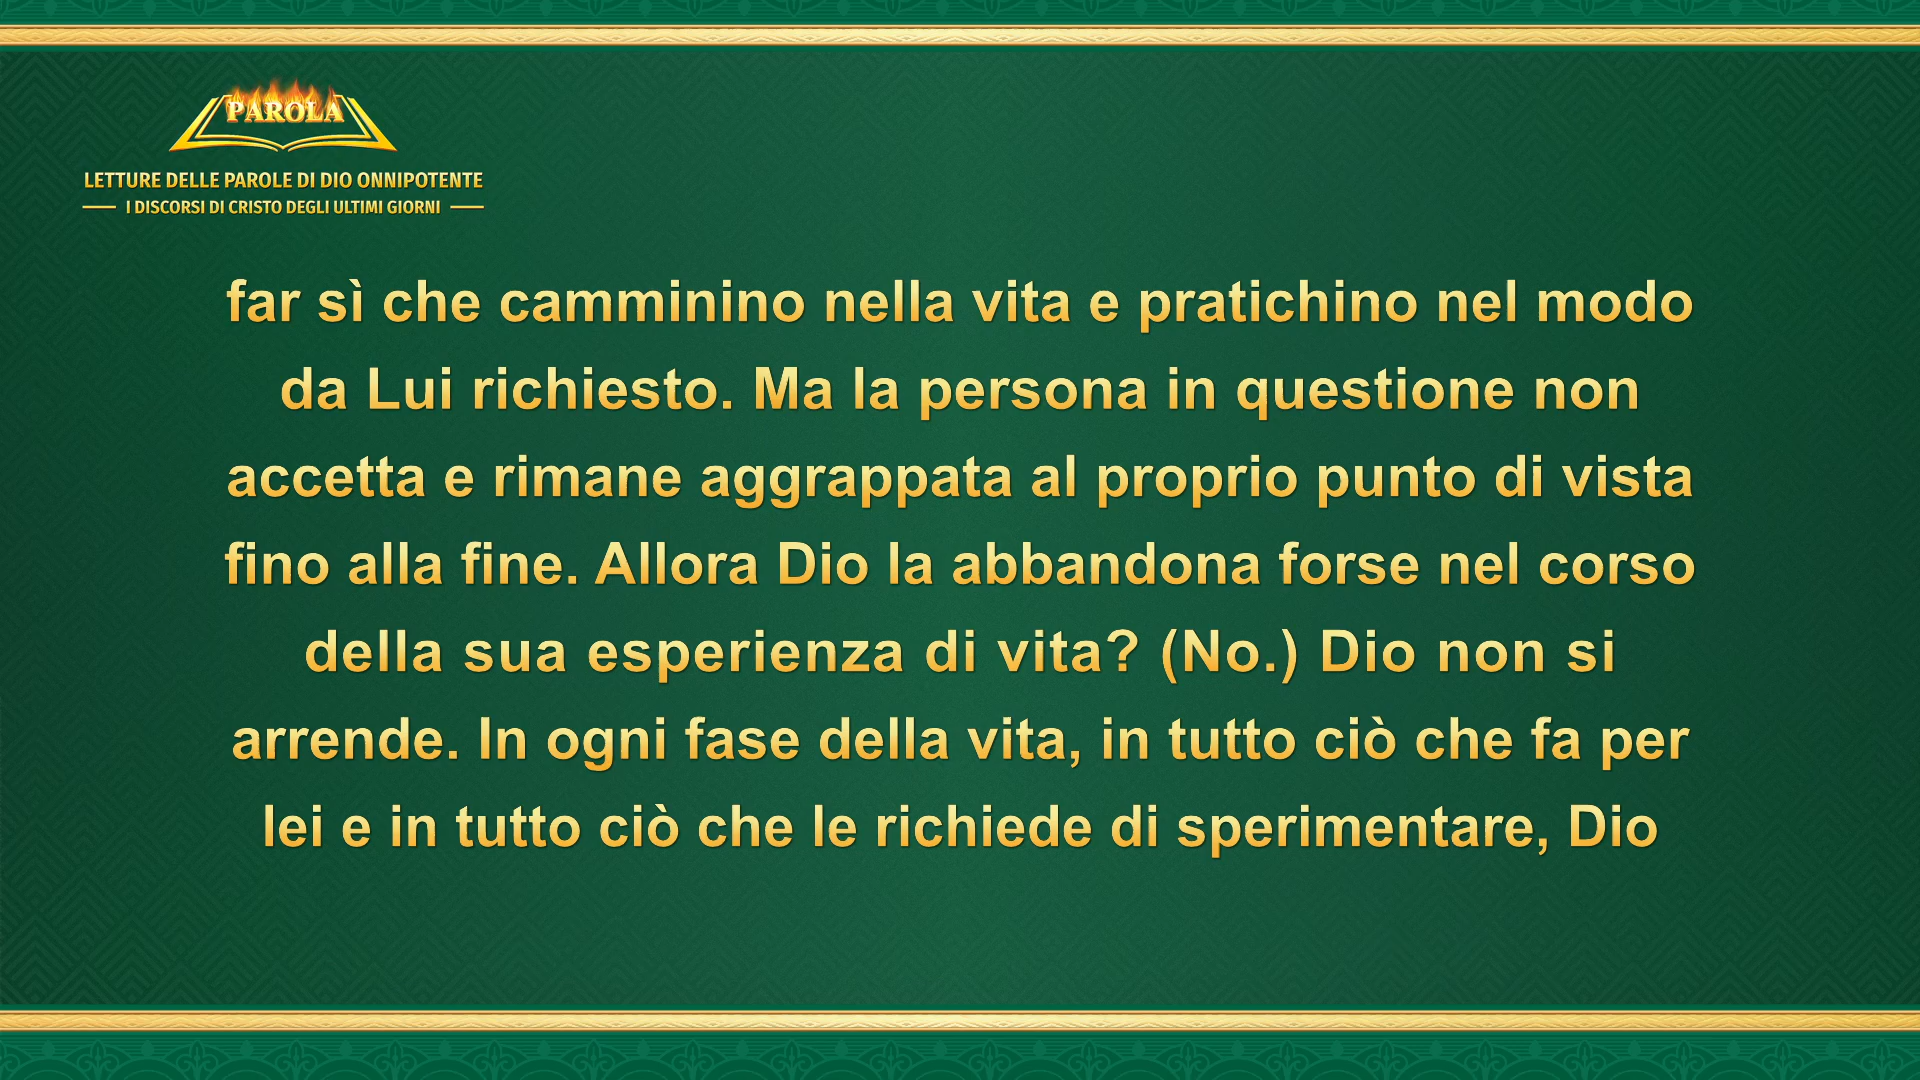 PAROLA
LETTURE DELLE PAROLE DI DIO ONNIPOTENTE
I DISCORSI DI CRISTO DEGLI ULTIMI GIORNI
far sì che camminino nella vita e pratichino nel modo
da Lui richiesto. Ma la persona in questione non
accetta e rimane aggrappata al proprio punto di vista
fino alla fine. Allora Dio la abbandona forse nel corso
della sua esperienza di vita? (No.) Dio non si
arrende. In ogni fase della vita, in tutto ciò che fa per
lei e in tutto ciò che le richiede di sperimentare, Dio